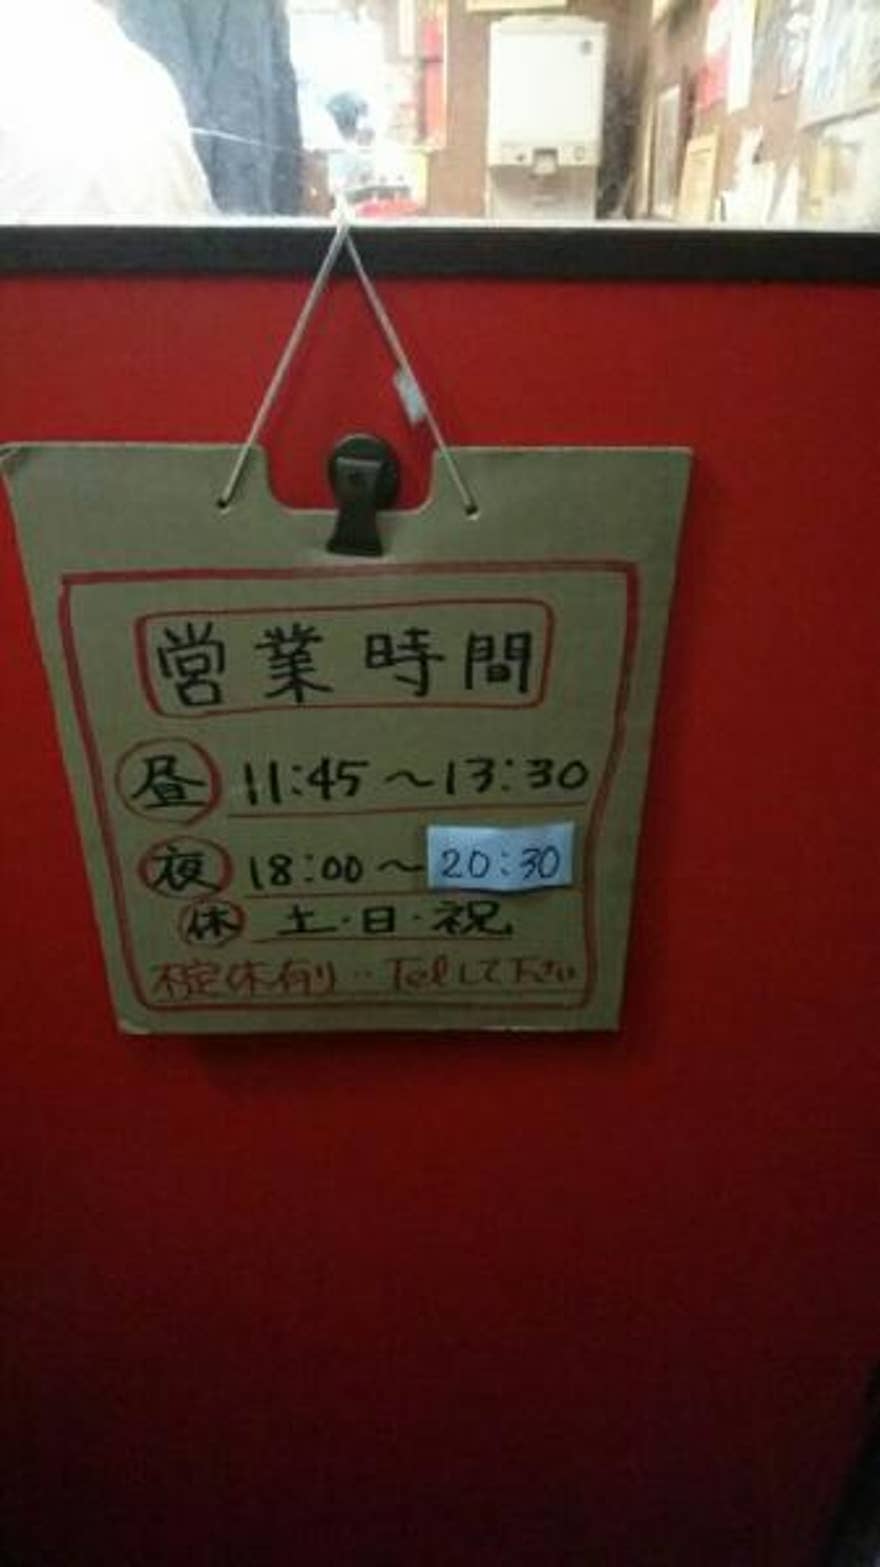 営業時間
昼 11:45〜13:30
夜 18:00〜20:30
休 土・日・祝
不定休有り‥Telして下さい